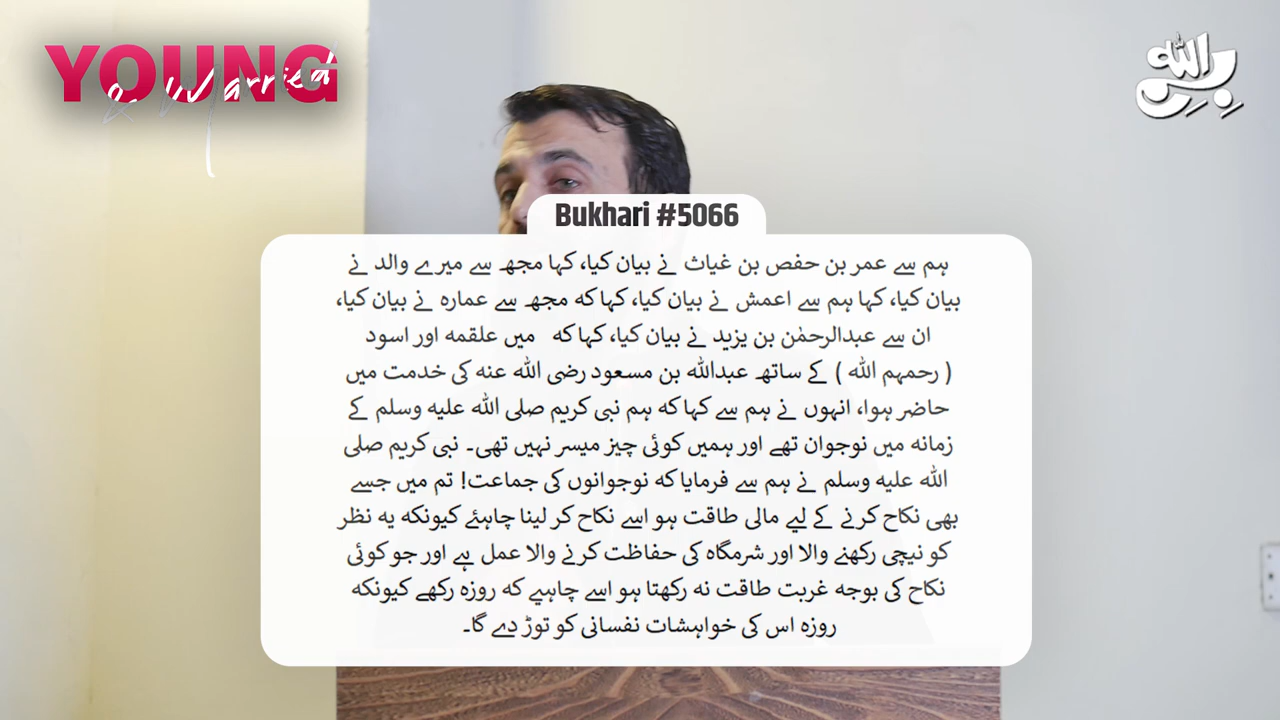 YOUNG
& Married
بسم الله
Bukhari #5066
ہم سے عمر بن حفص بن غیاث نے بیان کیا، کہا مجھ سے میرے والد نے
بیان کیا، کہا ہم سے اعمش نے بیان کیا، کہا کہ مجھ سے عمارہ نے بیان کیا،
ان سے عبدالرحمٰن بن یزید نے بیان کیا، کہا کہ میں علقمہ اور اسود
( رحمہم اللہ ) کے ساتھ عبداللہ بن مسعود رضی اللہ عنہ کی خدمت میں
حاضر ہوا، انہوں نے ہم سے کہا کہ ہم نبی کریم صلی اللہ علیہ وسلم کے
زمانہ میں نوجوان تھے اور ہمیں کوئی چیز میسر نہیں تھی۔ نبی کریم صلی
اللہ علیہ وسلم نے ہم سے فرمایا کہ نوجوانوں کی جماعت! تم میں جسے
بھی نکاح کرنے کے لیے مالی طاقت ہو اسے نکاح کر لینا چاہئے کیونکہ یہ نظر
کو نیچی رکھنے والا اور شرمگاہ کی حفاظت کرنے والا عمل ہے اور جو کوئی
نکاح کی بوجہ غربت طاقت نہ رکھتا ہو اسے چاہیے کہ روزہ رکھے کیونکہ
روزہ اس کی خواہشات نفسانی کو توڑ دے گا۔